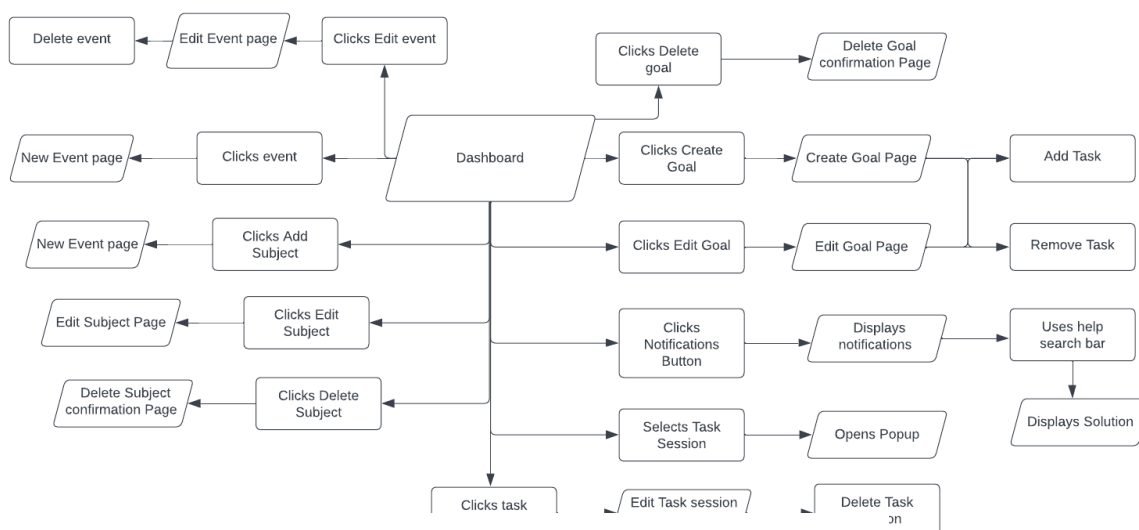 Delete event
Edit Event page
Clicks Edit event
Clicks Delete
goal
Delete Goal
confirmation Page
New Event page
Clicks event
Dashboard
Clicks Create
Goal
Create Goal Page
Add Task
New Event page
Clicks Add
Subject
Clicks Edit Goal
Edit Goal Page
Remove Task
Edit Subject Page
Clicks Edit
Subject
Clicks
Notifications
Button
Displays
notifications
Uses help
search bar
Delete Subject
confirmation Page
Clicks Delete
Subject
Selects Task
Session
Opens Popup
Displays Solution
Clicks task
Edit Task session
Delete Task